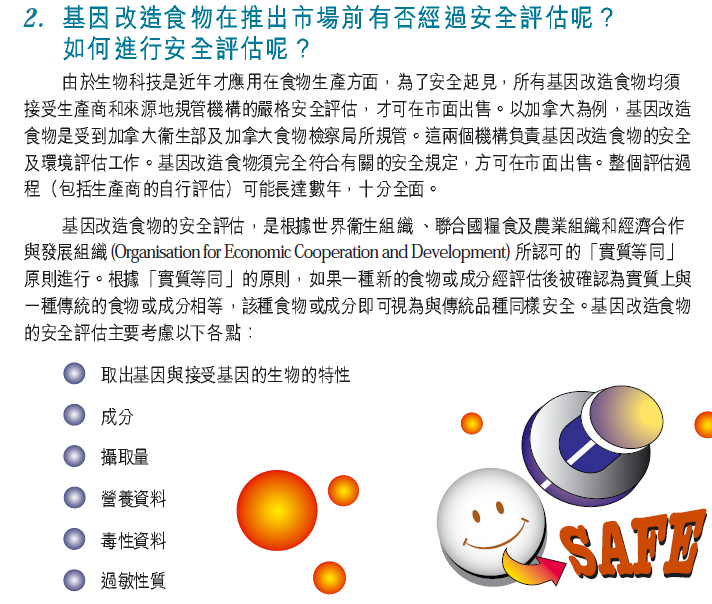 2. 基因改造食物在推出市場前有否經過安全評估呢？
如何進行安全評估呢？
由於生物科技是近年才應用在食物生產方面，為了安全起見，所有基因改造食物均須
接受生產商和來源地規管機構的嚴格安全評估，才可在市面出售。以加拿大為例，基因改造
食物是受到加拿大衞生部及加拿大食物檢察局所規管。這兩個機構負責基因改造食物的安全
及環境評估工作。基因改造食物須完全符合有關的安全規定，方可在市面出售。整個評估過
程（包括生產商的自行評估）可能長達數年，十分全面。
基因改造食物的安全評估，是根據世界衞生組織、聯合國糧食及農業組織和經濟合作
與發展組織 (Organisation for Economic Cooperation and Development) 所認可的「實質等同」
原則進行。根據「實質等同」的原則，如果一種新的食物或成分經評估後被確認為實質上與
一種傳統的食物或成分相等，該種食物或成分即可視為與傳統品種同樣安全。基因改造食物
的安全評估主要考慮以下各點：
取出基因與接受基因的生物的特性
成分
攝取量
營養資料
毒性資料
過敏性質
SAFE